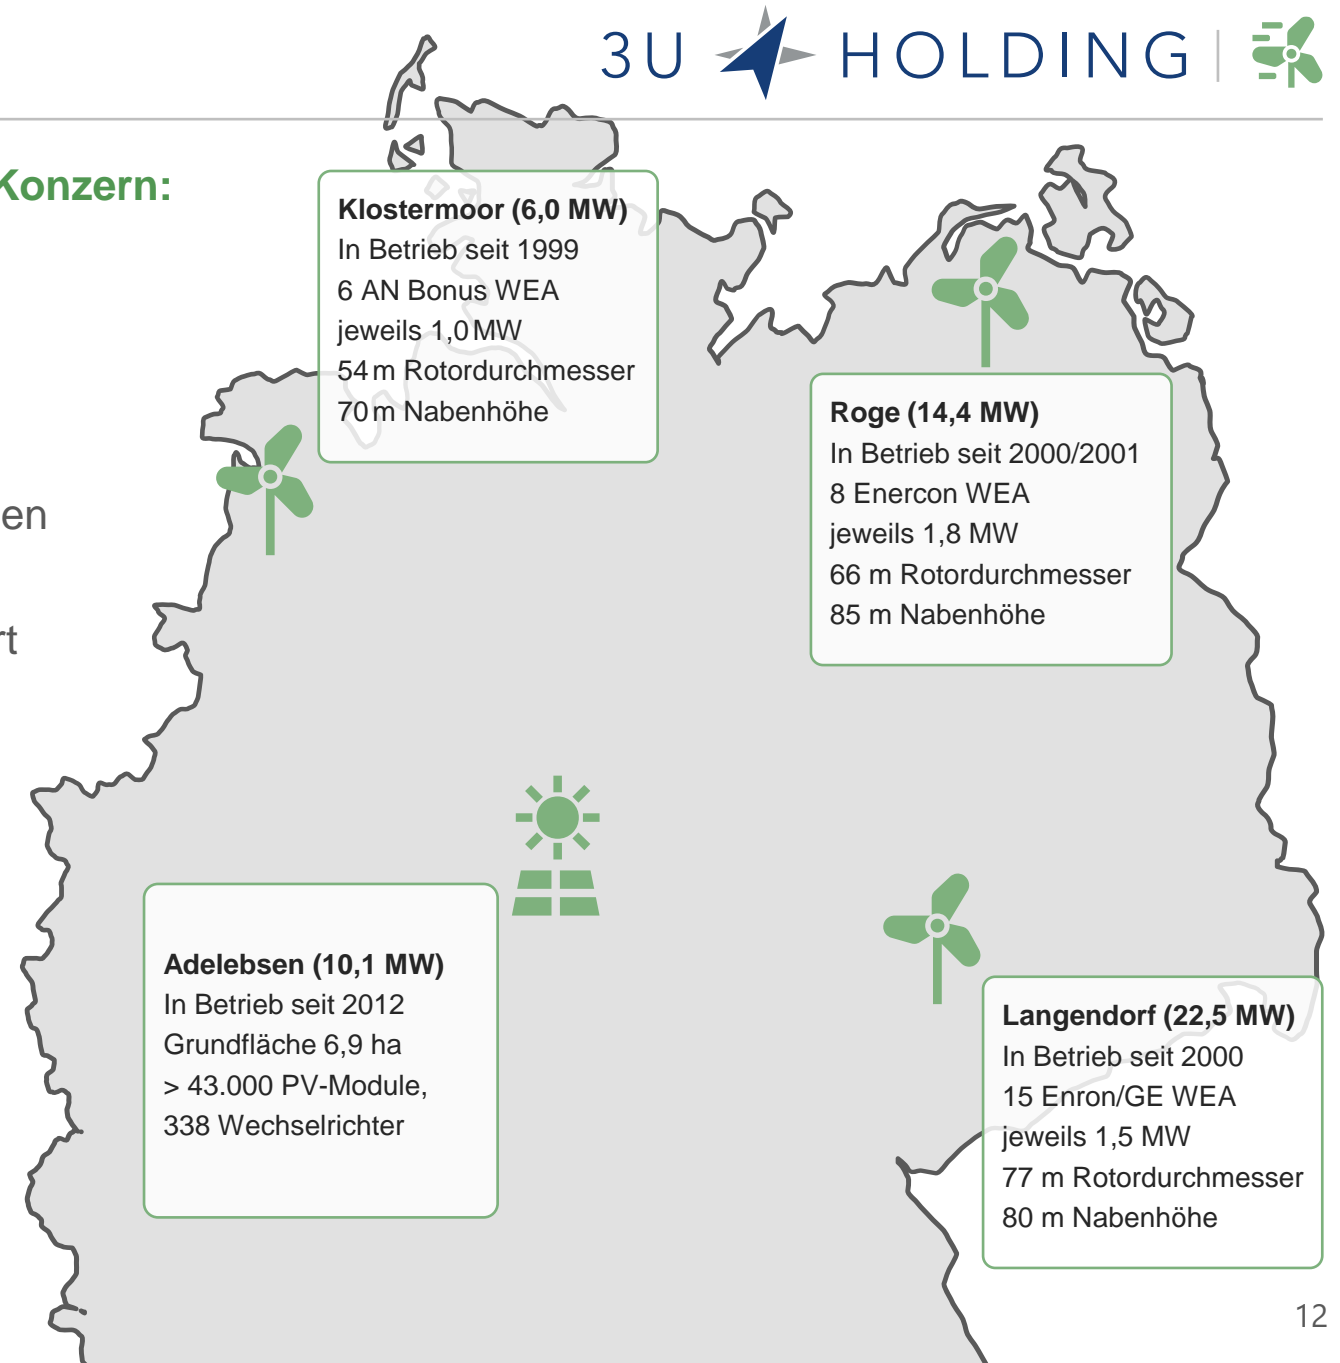 3U HOLDING
Konzern:
Klostermoor (6,0 MW)
In Betrieb seit 1999
6 AN Bonus WEA
jeweils 1,0 MW
54 m Rotordurchmesser
70 m Nabenhöhe
Roge (14,4 MW)
In Betrieb seit 2000/2001
8 Enercon WEA
jeweils 1,8 MW
66 m Rotordurchmesser
85 m Nabenhöhe
en
rt
Adelebsen (10,1 MW)
In Betrieb seit 2012
Grundfläche 6,9 ha
> 43.000 PV-Module,
338 Wechselrichter
Langendorf (22,5 MW)
In Betrieb seit 2000
15 Enron/GE WEA
jeweils 1,5 MW
77 m Rotordurchmesser
80 m Nabenhöhe
12